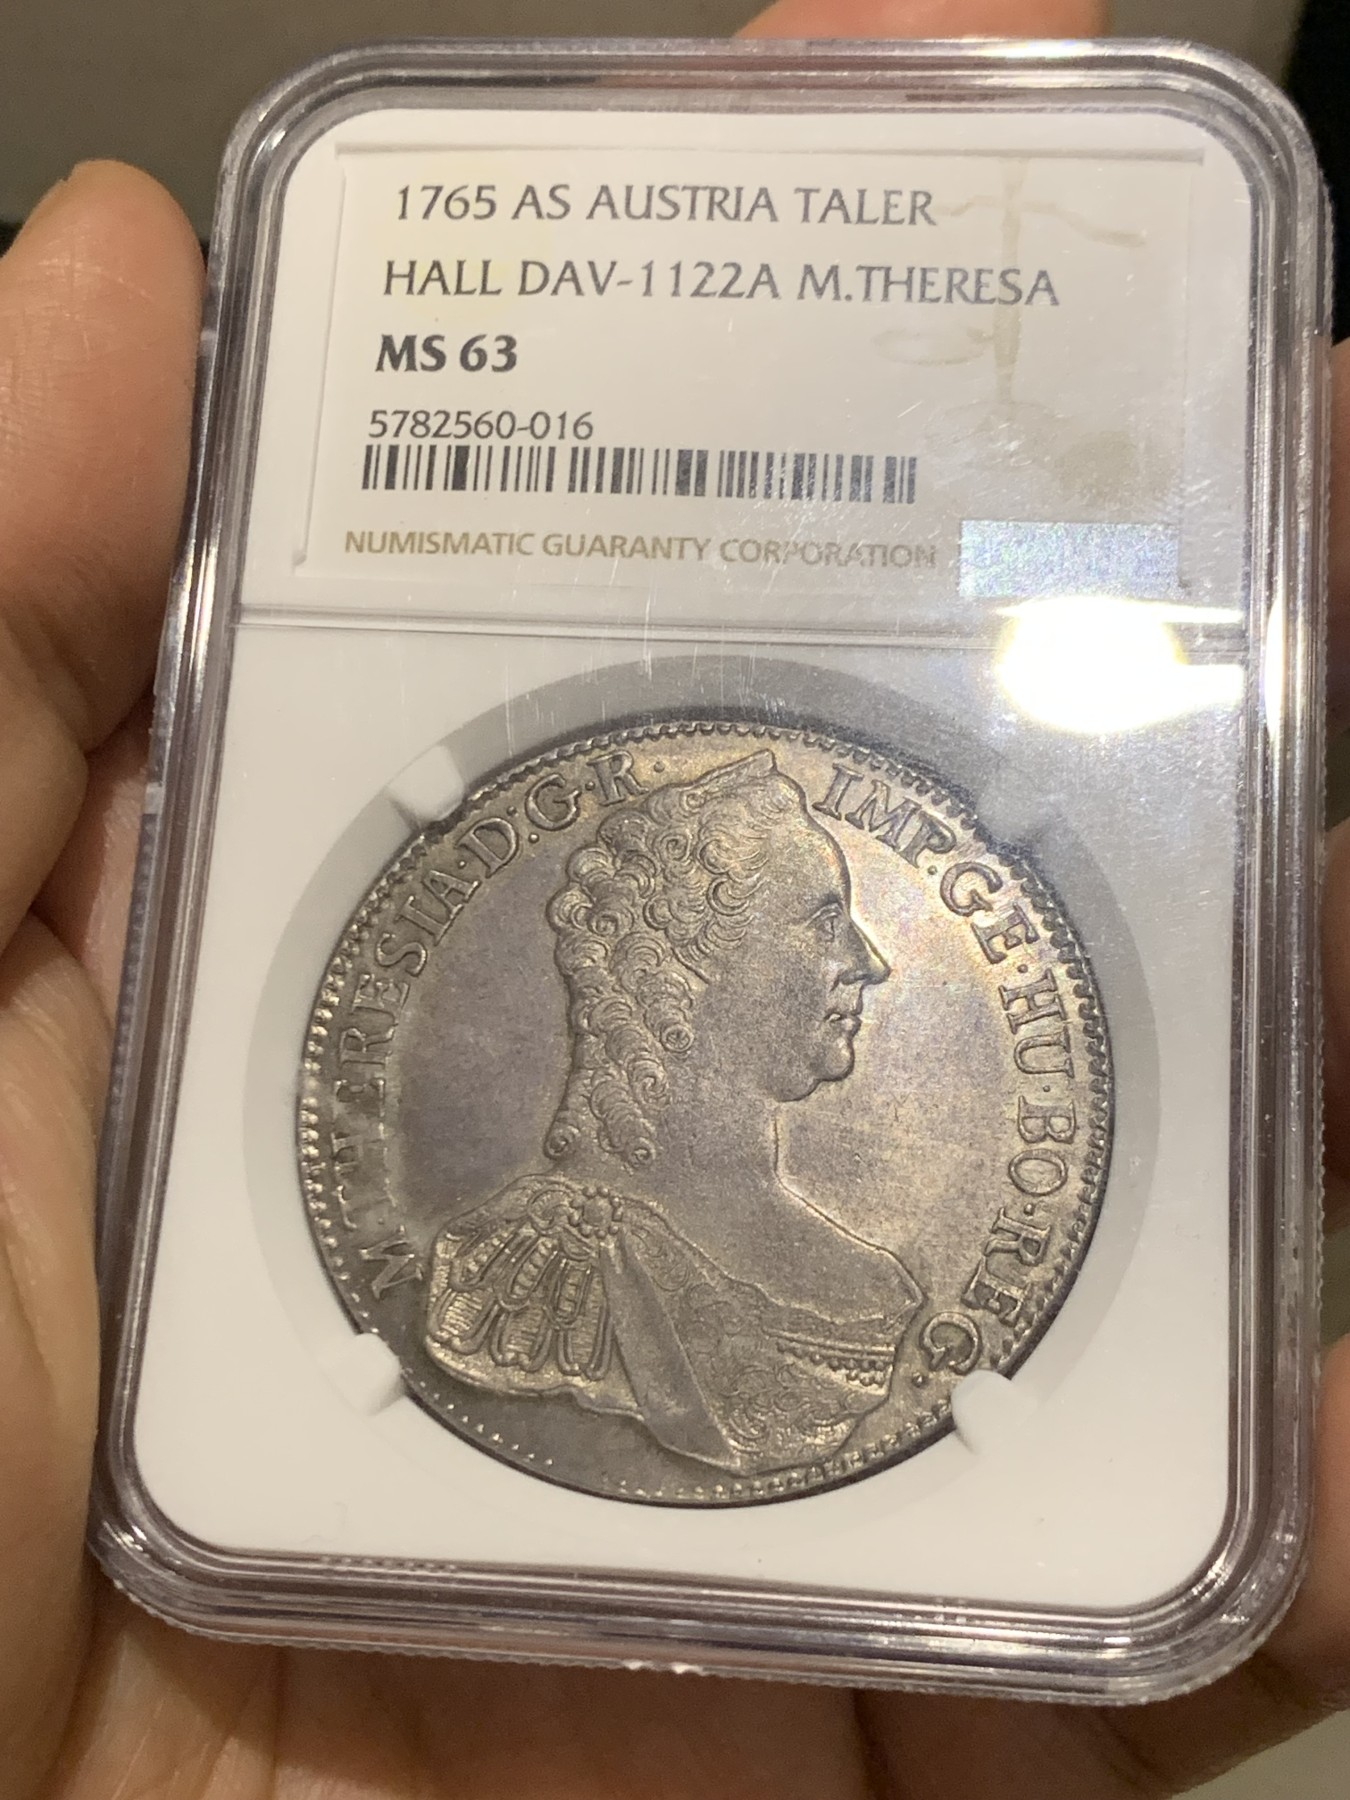 1765 AS AUSTRIA TALER
HALL DAV-1122A M.THERESA
MS 63
5782560-016
NUMISMATIC GUARANTY CORPORATION
M·THERESIA·D:G·R· IMP:GE·HU·BO·REG·